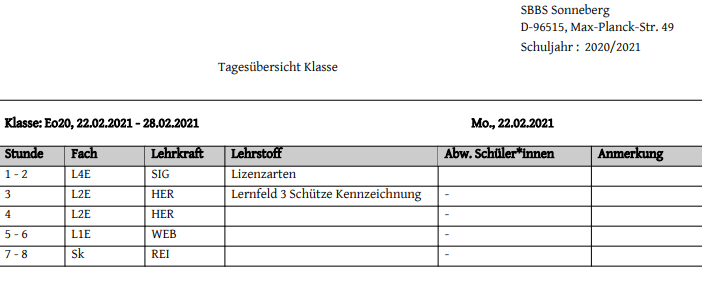 SBBS Sonneberg
D-96515, Max-Planck-Str. 49
Schuljahr : 2020/2021
Tagesübersicht Klasse
Klasse: Eo20, 22.02.2021 - 28.02.2021 Mo., 22.02.2021
Stunde Fach Lehrkraft Lehrstoff Abw. Schüler*innen Anmerkung
1 - 2 L4E SIG Lizenzarten
3 L2E HER Lernfeld 3 Schütze Kennzeichnung -
4 L2E HER -
5 - 6 L1E WEB -
7 - 8 Sk REI -